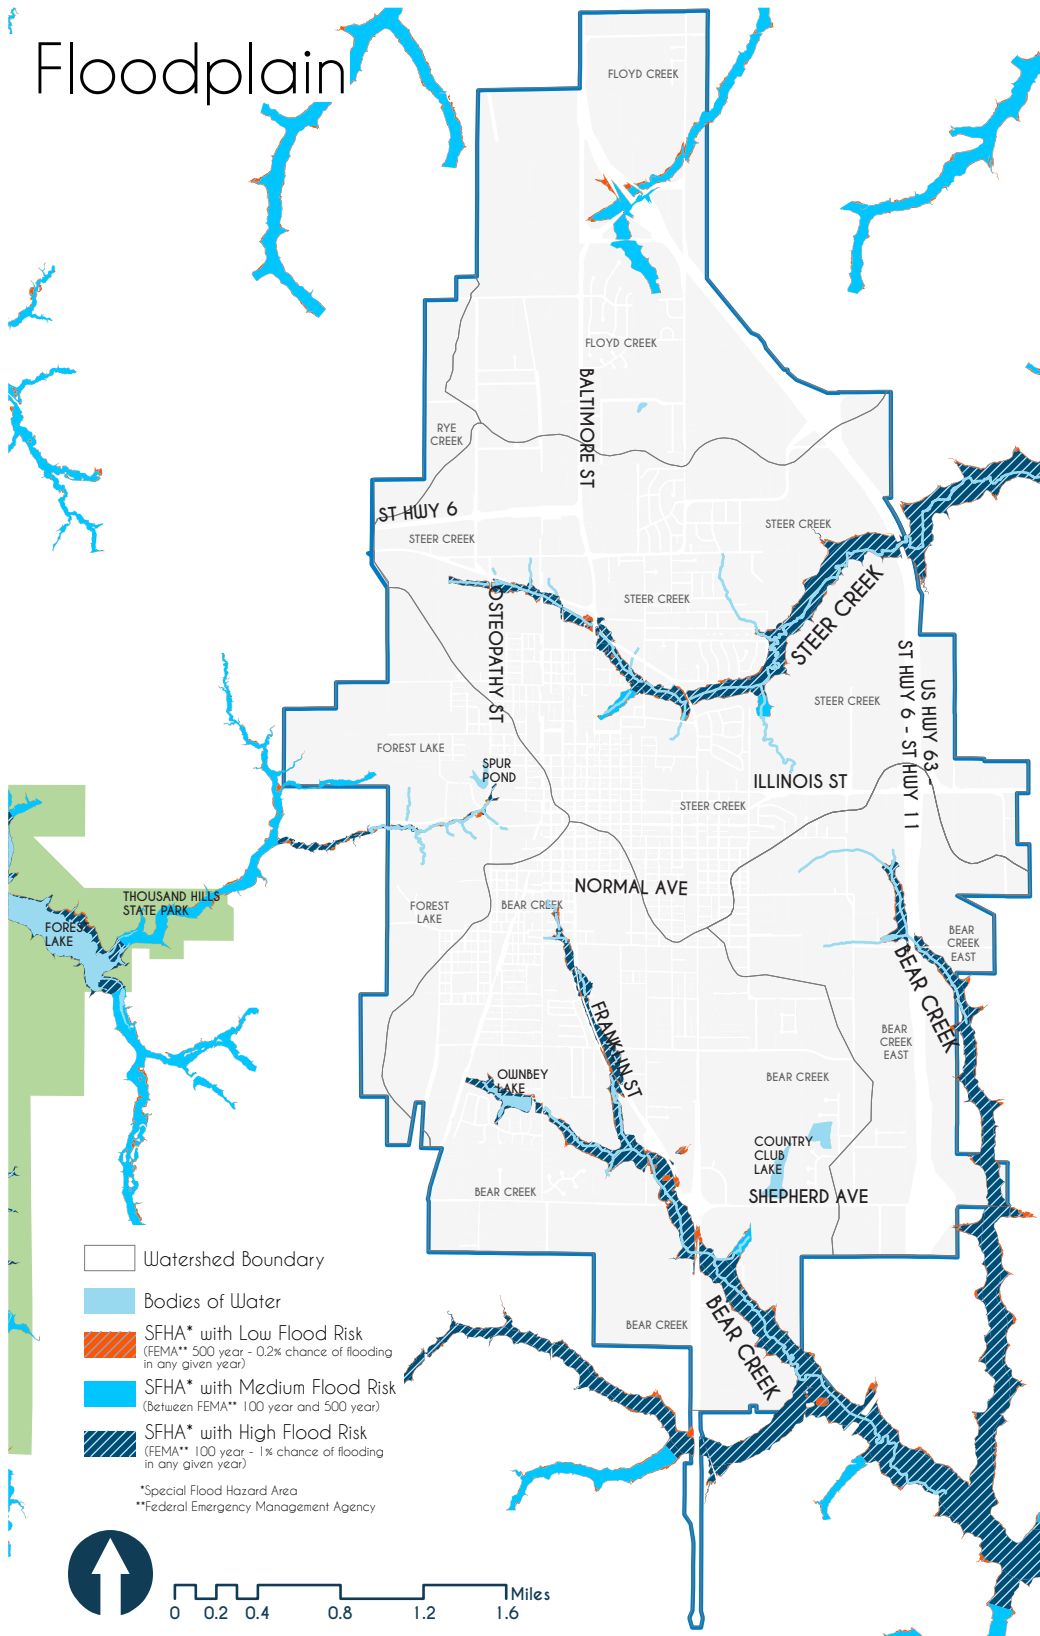 Floodplain
FLOYD CREEK
FLOYD CREEK
BALTIMORE ST
RYE
CREEK
ST HWY 6
STEER CREEK
STEER CREEK
STEER CREEK
STEER CREEK
OSTEOPATHY ST
ST HWY 6 - ST HWY 11
US HWY 63 -
STEER CREEK
FOREST LAKE
SPUR
POND
ILLINOIS ST
STEER CREEK
NORMAL AVE
THOUSAND HILLS
STATE PARK
FOREST
LAKE
FOREST
LAKE
BEAR CREEK
BEAR
CREEK
EAST
BEAR CREEK
FRANKLIN ST
BEAR
CREEK
EAST
OWNBEY
LAKE
BEAR CREEK
COUNTRY
CLUB
LAKE
BEAR CREEK
SHEPHERD AVE
BEAR CREEK
BEAR CREEK
Watershed Boundary
Bodies of Water
SFHA* with Low Flood Risk
(FEMA** 500 year - 0.2% chance of flooding
in any given year)
SFHA* with Medium Flood Risk
(Between FEMA** 100 year and 500 year)
SFHA* with High Flood Risk
(FEMA** 100 year - 1% chance of flooding
in any given year)
*Special Flood Hazard Area
**Federal Emergency Management Agency
Miles
0 0.2 0.4 0.8 1.2 1.6